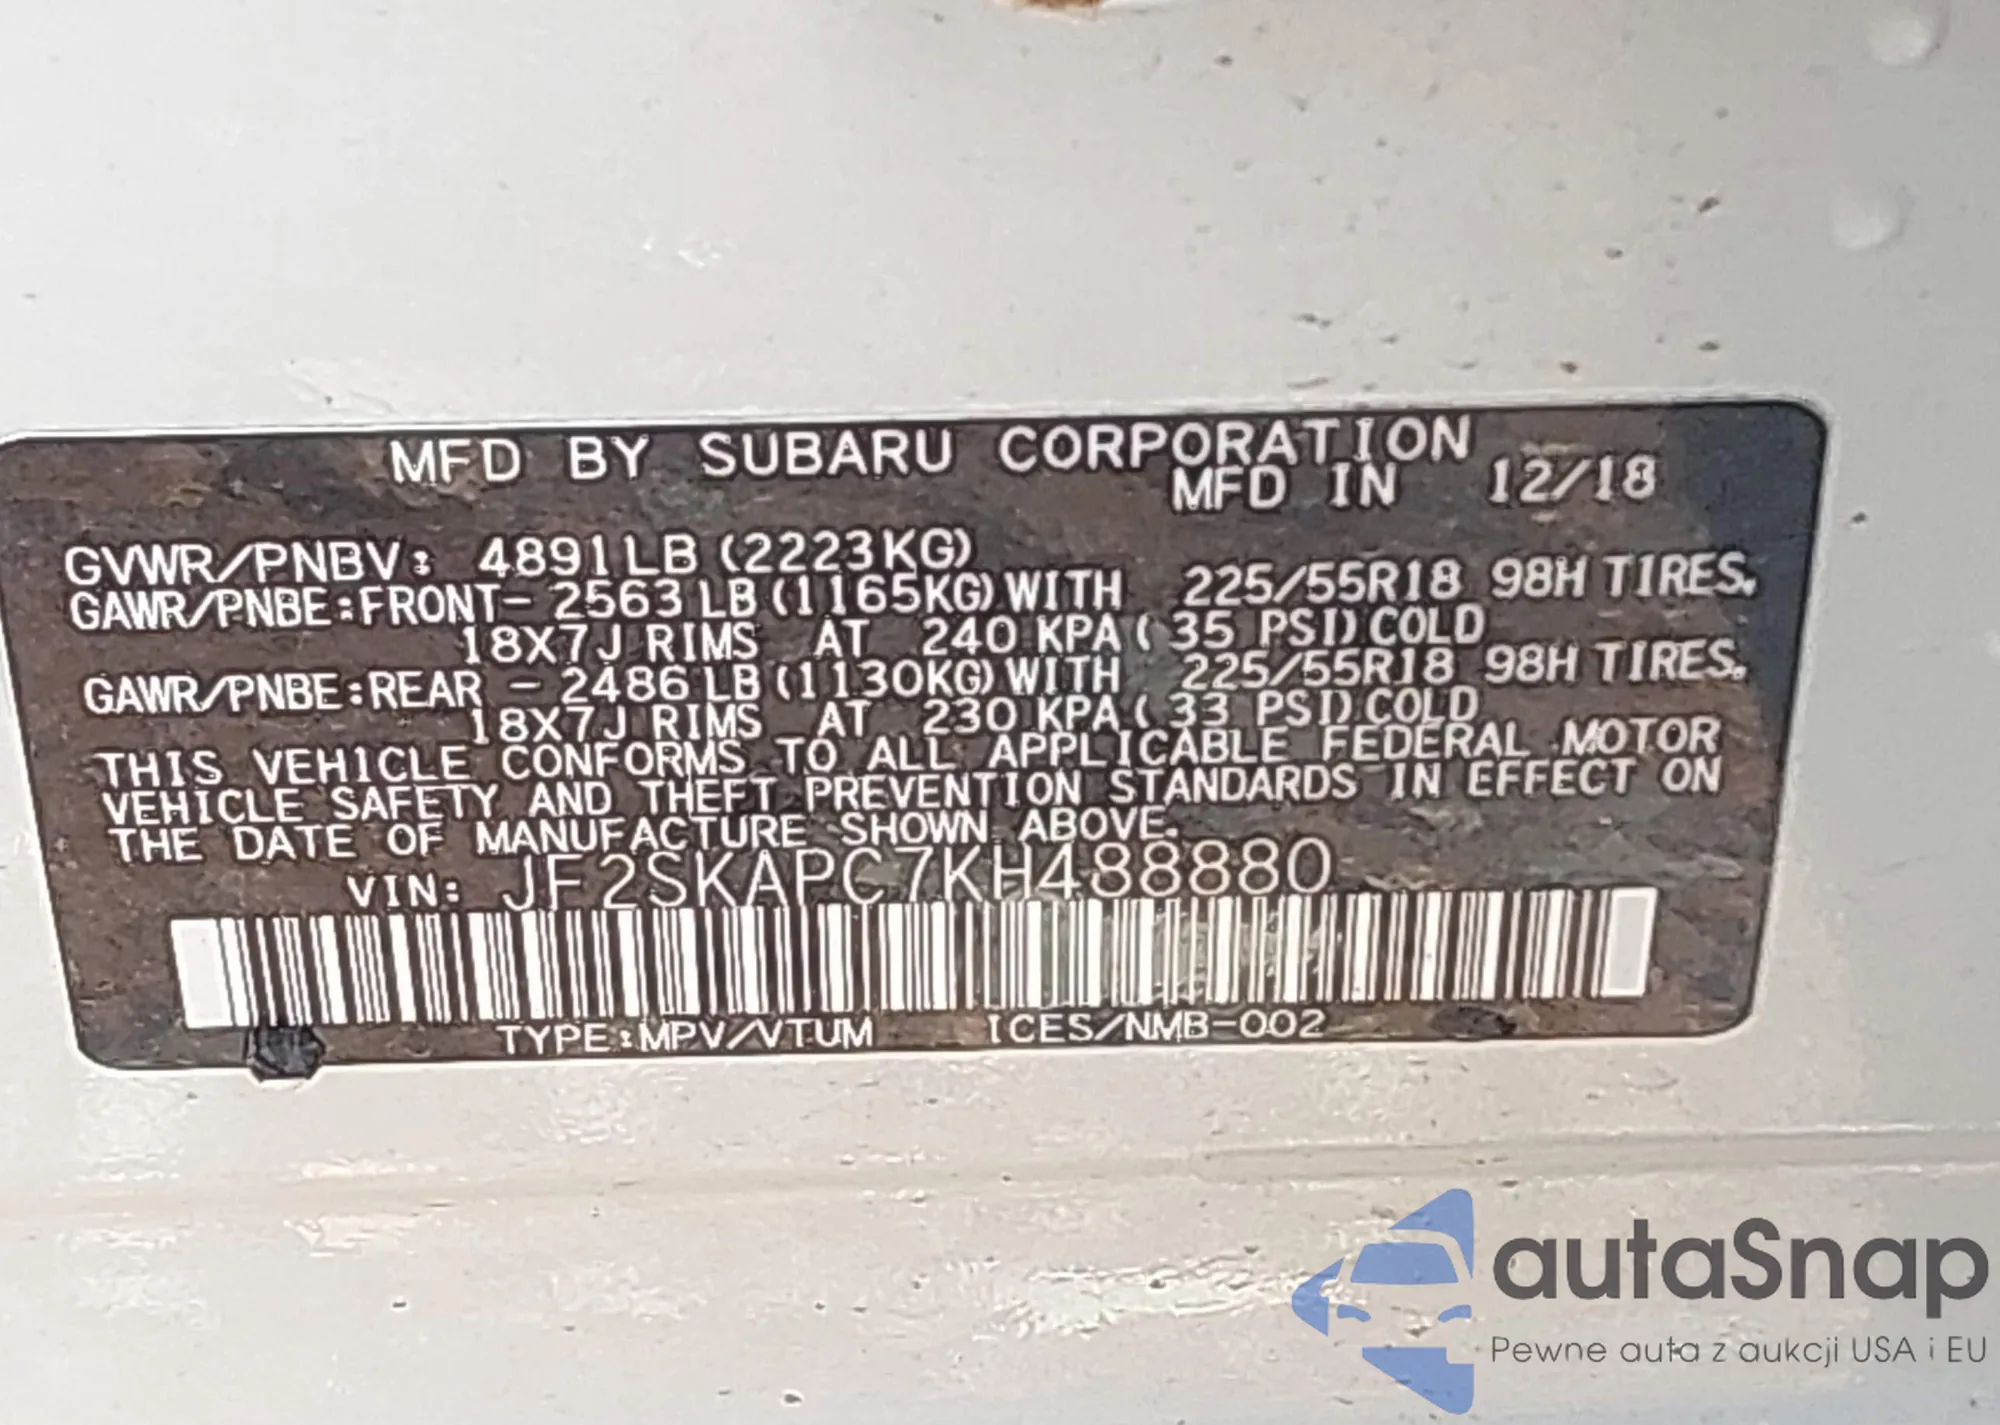 MFD BY SUBARU CORPORATION
MFD IN 12/18
GVWR/PNBV: 4891LB (2223KG)
GAWR/PNBE:FRONT- 2563LB(1165KG)WITH 225/55R18 98H TIRES,
18X7J RIMS AT 240 KPA( 35 PSI)COLD
GAWR/PNBE:REAR - 2486LB(1130KG)WITH 225/55R18 98H TIRES,
18X7J RIMS AT 230 KPA( 33 PSI)COLD
THIS VEHICLE CONFORMS TO ALL APPLICABLE FEDERAL MOTOR
VEHICLE SAFETY AND THEFT PREVENTION STANDARDS IN EFFECT ON
THE DATE OF MANUFACTURE SHOWN ABOVE.
VIN: JF2SKAPC7KH488880
TYPE:MPV/VTUM ICES/NMB-002
autaSnap
Pewne auta z aukcji USA i EU